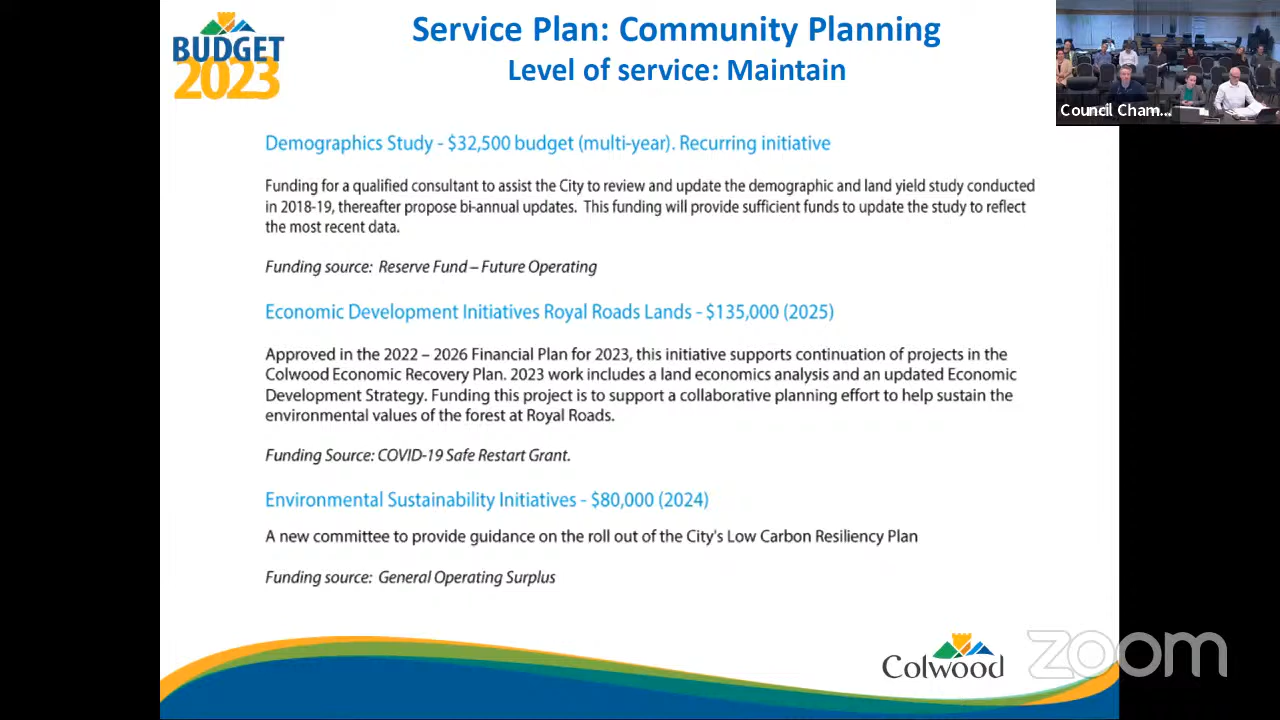 BUDGET
2023
Service Plan: Community Planning
Level of service: Maintain
Council Cham...
Demographics Study - $32,500 budget (multi-year). Recurring initiative
Funding for a qualified consultant to assist the City to review and update the demographic and land yield study conducted
in 2018-19, thereafter propose bi-annual updates. This funding will provide sufficient funds to update the study to reflect
the most recent data.
Funding source: Reserve Fund – Future Operating
Economic Development Initiatives Royal Roads Lands - $135,000 (2025)
Approved in the 2022 – 2026 Financial Plan for 2023, this initiative supports continuation of projects in the
Colwood Economic Recovery Plan. 2023 work includes a land economics analysis and an updated Economic
Development Strategy. Funding this project is to support a collaborative planning effort to help sustain the
environmental values of the forest at Royal Roads.
Funding Source: COVID-19 Safe Restart Grant.
Environmental Sustainability Initiatives - $80,000 (2024)
A new committee to provide guidance on the roll out of the City's Low Carbon Resiliency Plan
Funding source: General Operating Surplus
Colwood
zoom